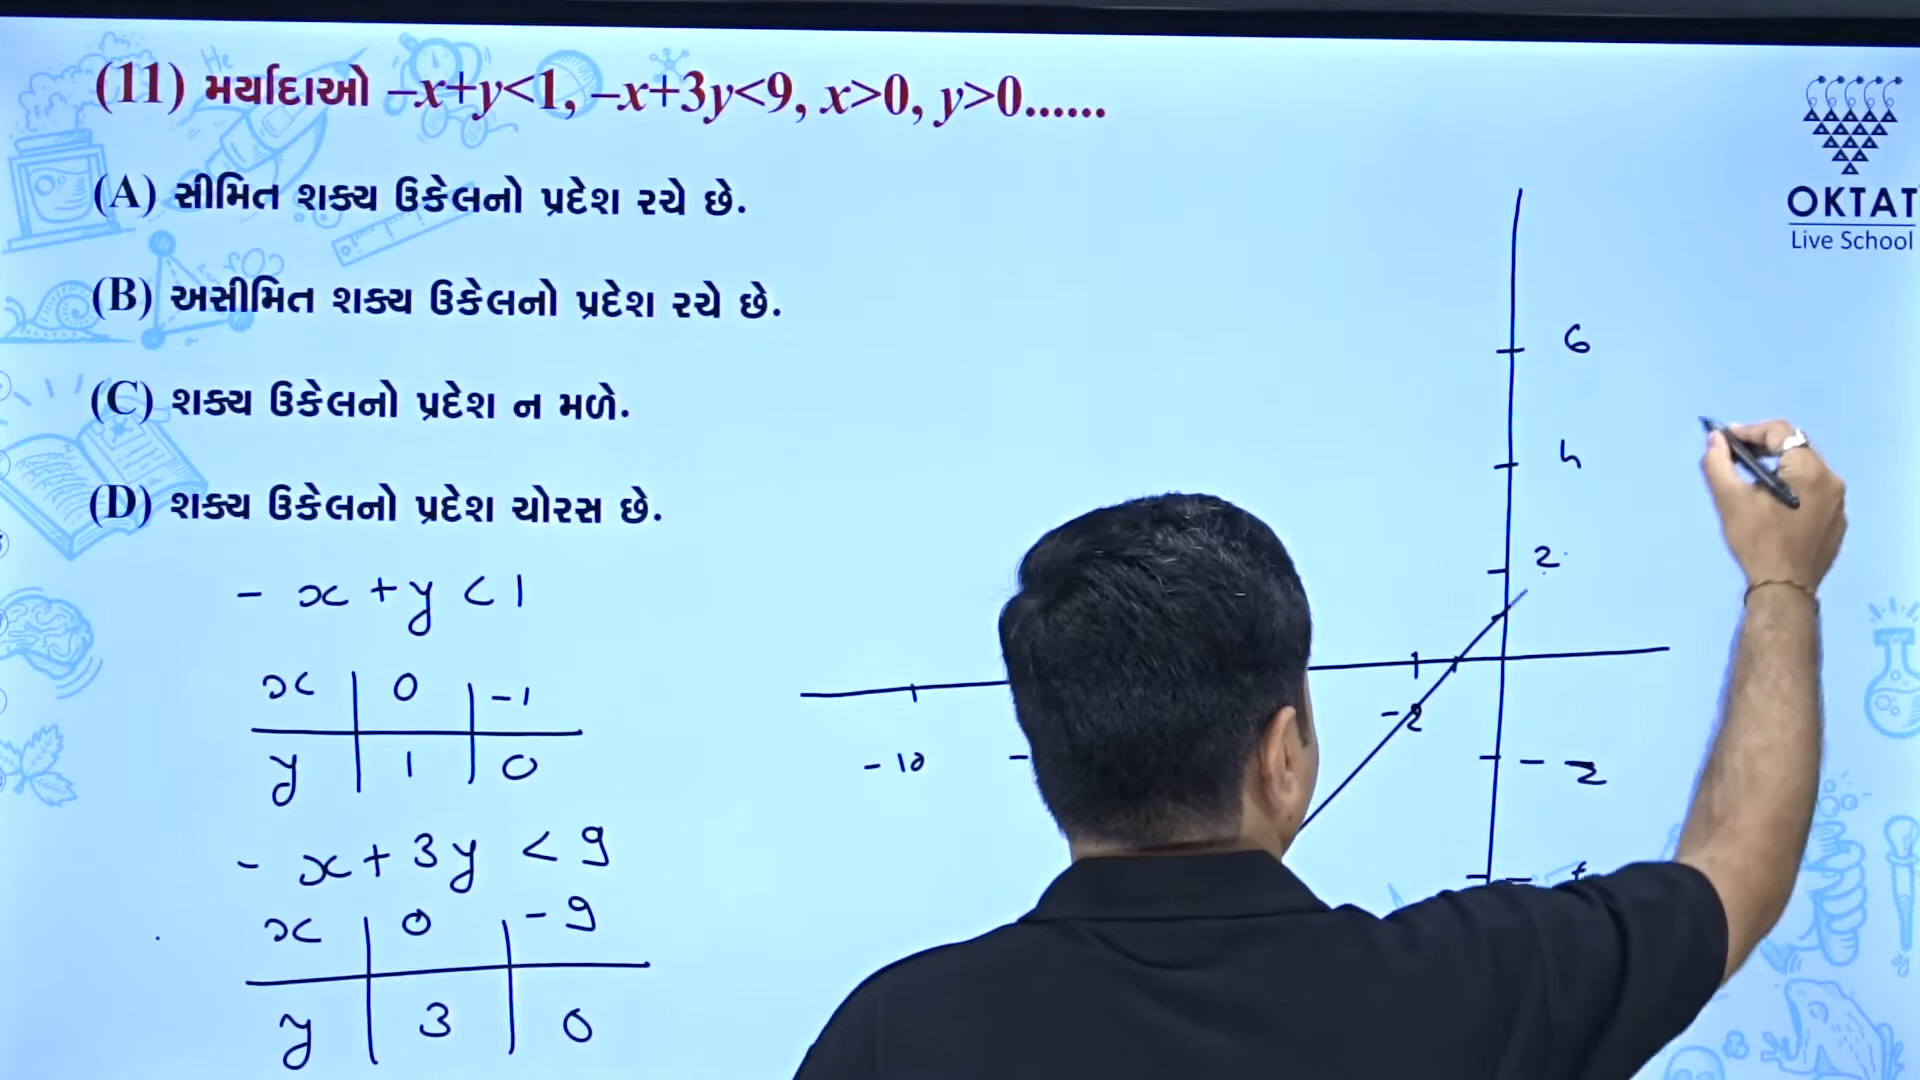 (11) મર્યાદાઓ –x+y<1, –x+3y<9, x>0, y>0......
(A) સીમિત શક્ય ઉકેલનો પ્રદેશ રચે છે.
(B) અસીમિત શક્ય ઉકેલનો પ્રદેશ રચે છે.
(C) શક્ય ઉકેલનો પ્રદેશ ન મળે.
(D) શક્ય ઉકેલનો પ્રદેશ ચોરસ છે.
OKTAT
Live School
- x + y < 1
x | 0 | -1
y | 1 | 0
- x + 3y < 9
x | 0 | -9
y | 3 | 0
6
4
2
-2
-10
-2